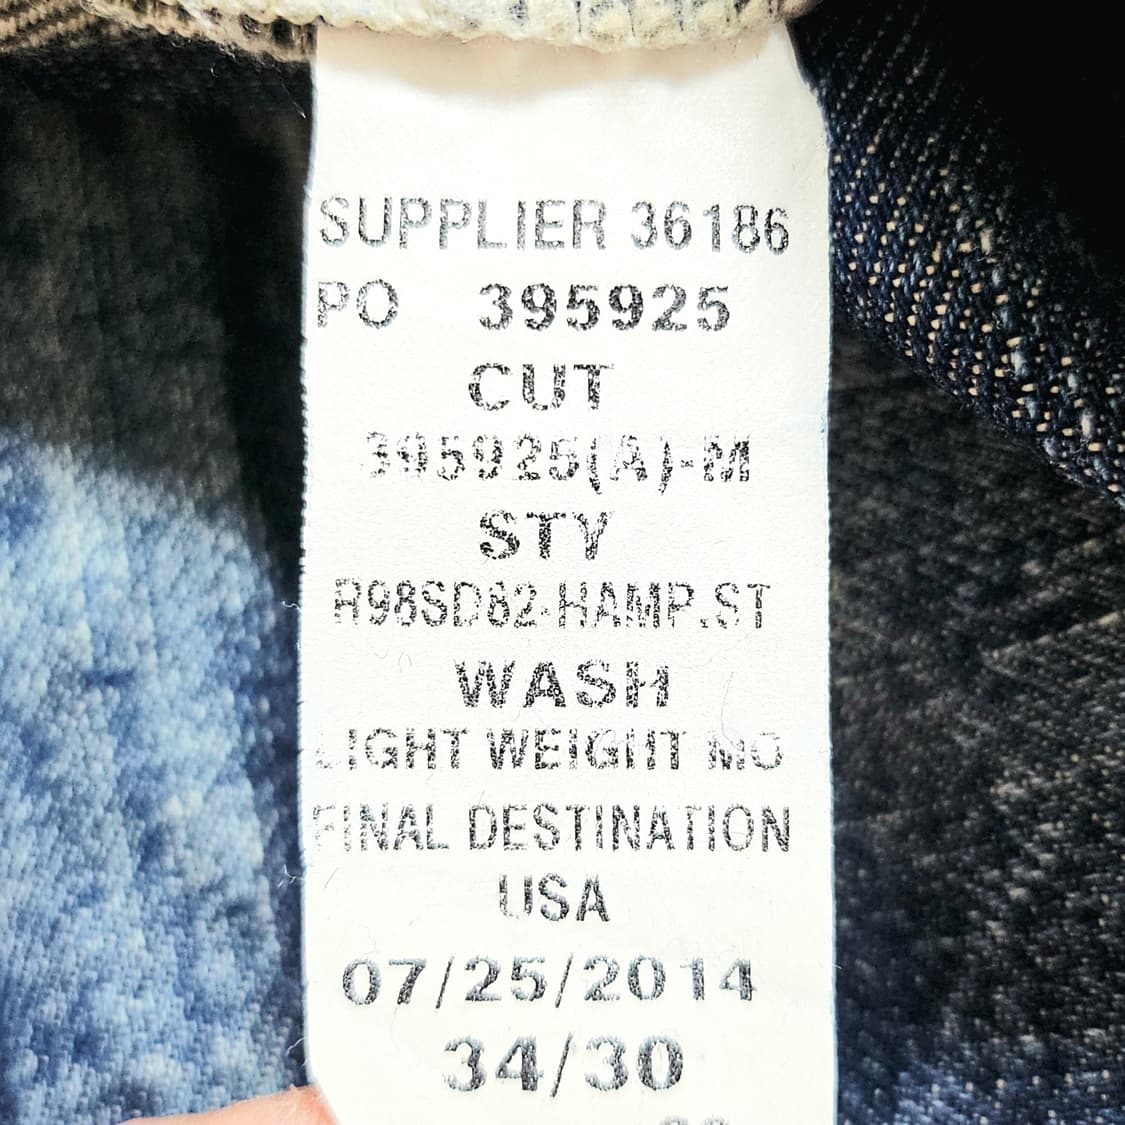 SUPPLIER 36186
PO 395925
CUT
395925(A)-M
STY
R98SD82-HAMP.ST
WASH
LIGHT WEIGHT MO
FINAL DESTINATION
USA
07/25/2014
34/30